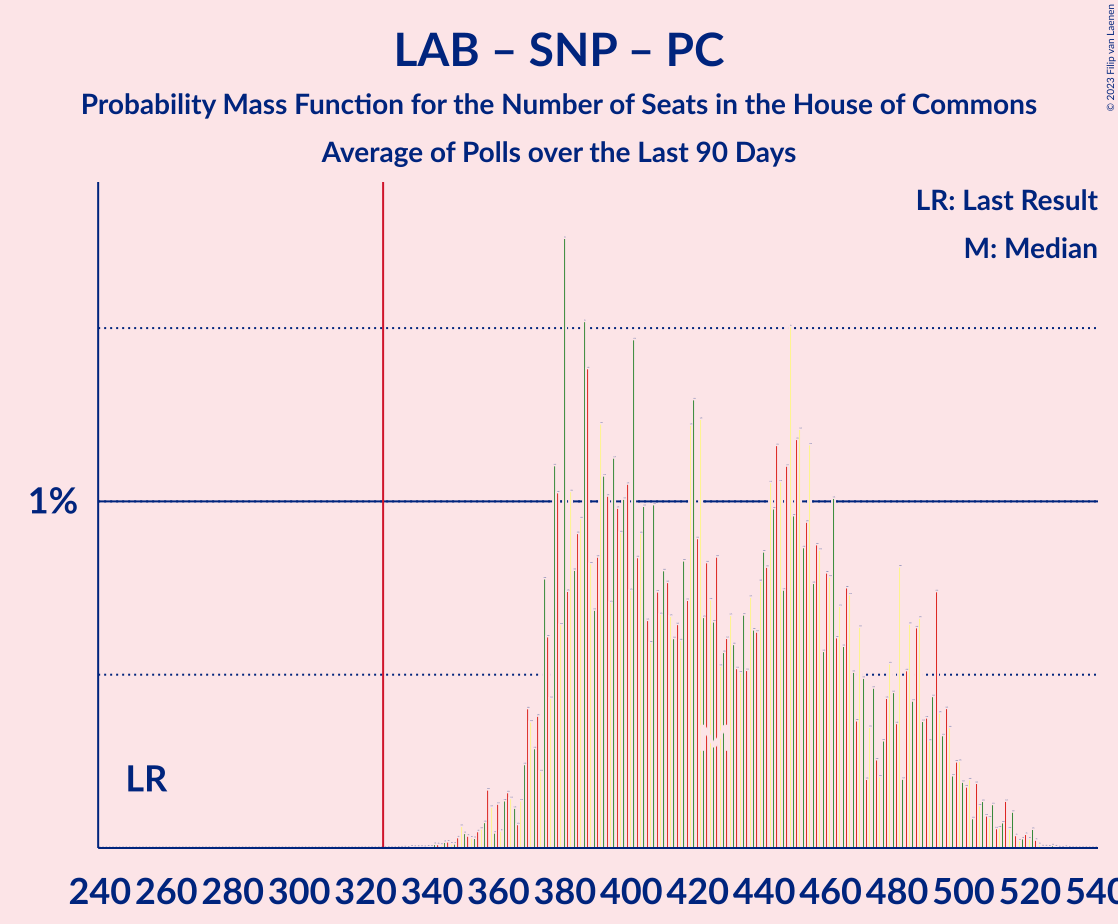 LAB – SNP – PC
Probability Mass Function for the Number of Seats in the House of Commons
Average of Polls over the Last 90 Days
© 2023 Filip van Laenen
LR: Last Result
M: Median
1%
LR
M
240 260 280 300 320 340 360 380 400 420 440 460 480 500 520 540